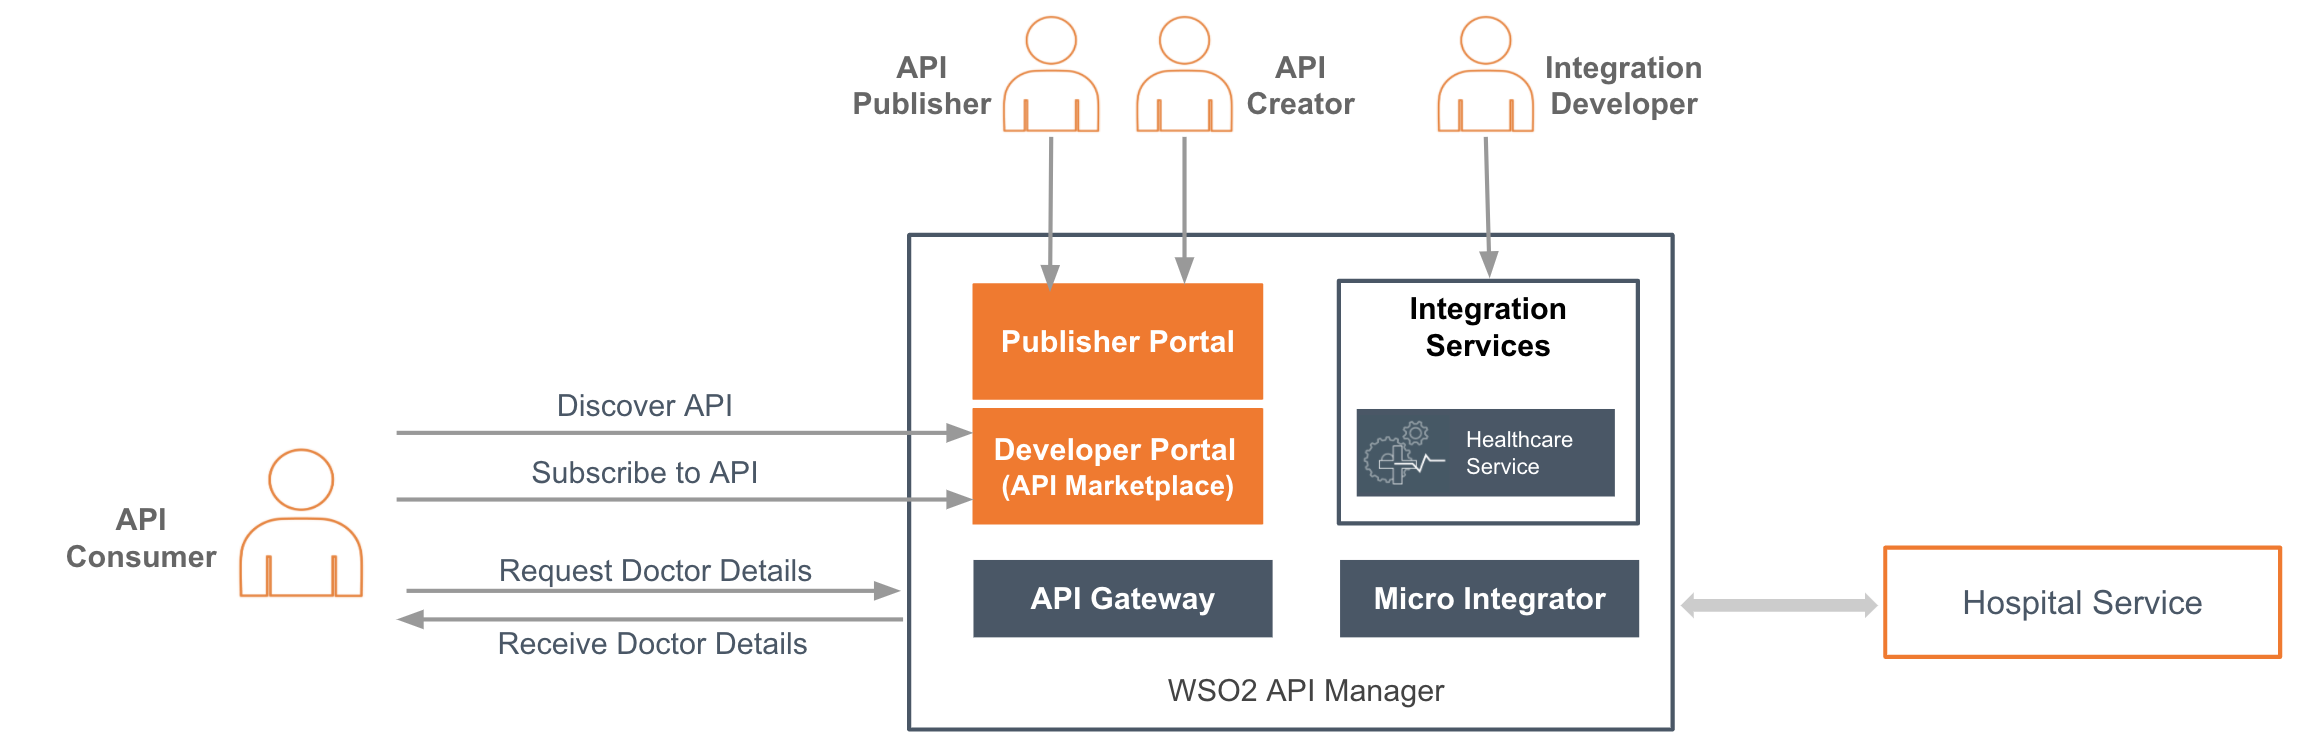 API
Publisher
API
Creator
Integration
Developer
Publisher Portal
Integration
Services
Discover API
Developer Portal
(API Marketplace)
Healthcare
Service
Subscribe to API
API
Consumer
Request Doctor Details
API Gateway
Micro Integrator
Hospital Service
Receive Doctor Details
WSO2 API Manager